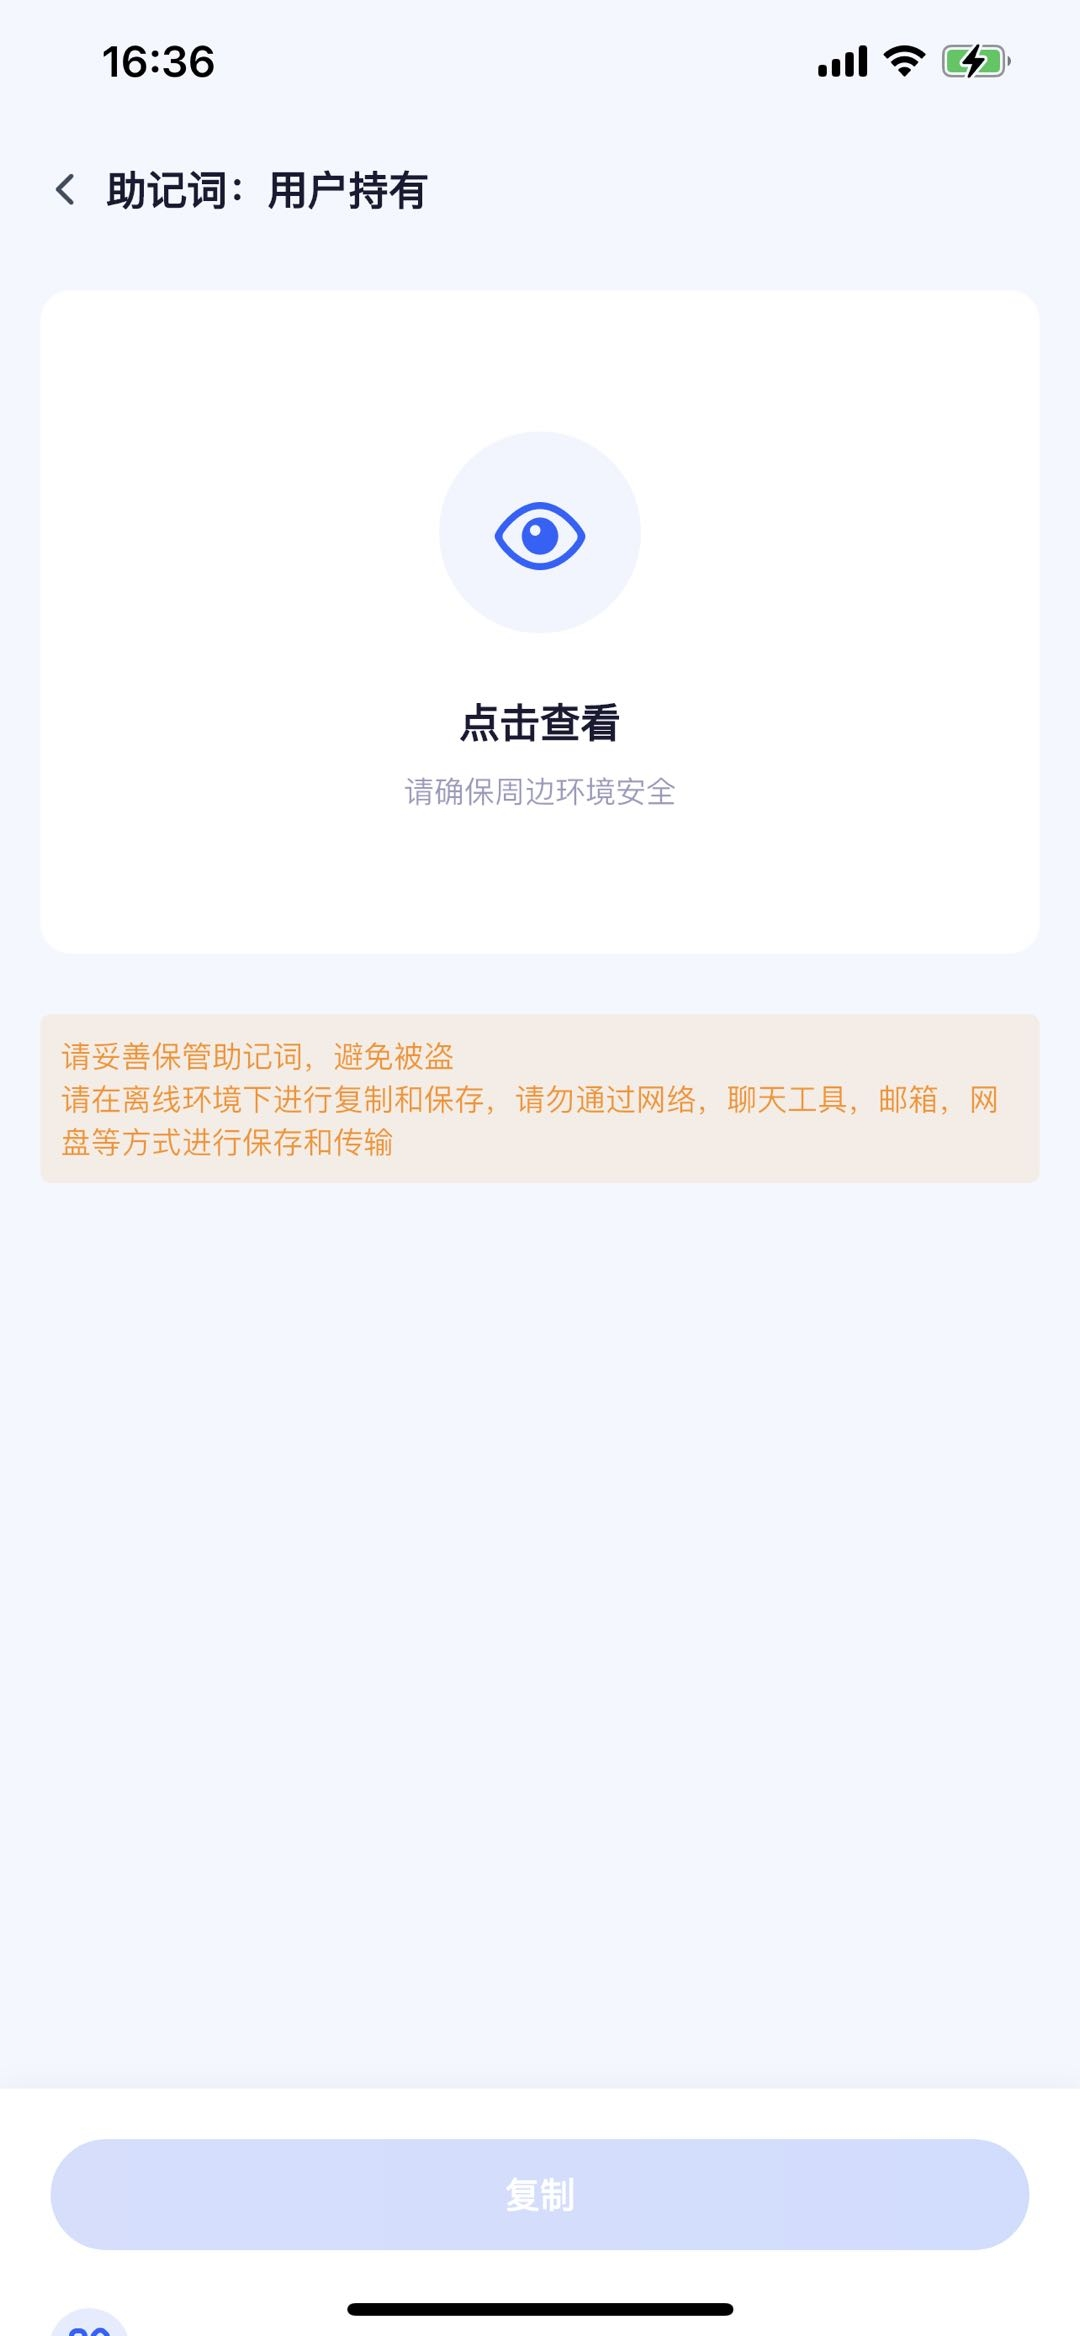 16:36
助记词：用户持有
点击查看
请确保周边环境安全
请妥善保管助记词，避免被盗
请在离线环境下进行复制和保存，请勿通过网络，聊天工具，邮箱，网
盘等方式进行保存和传输
复制